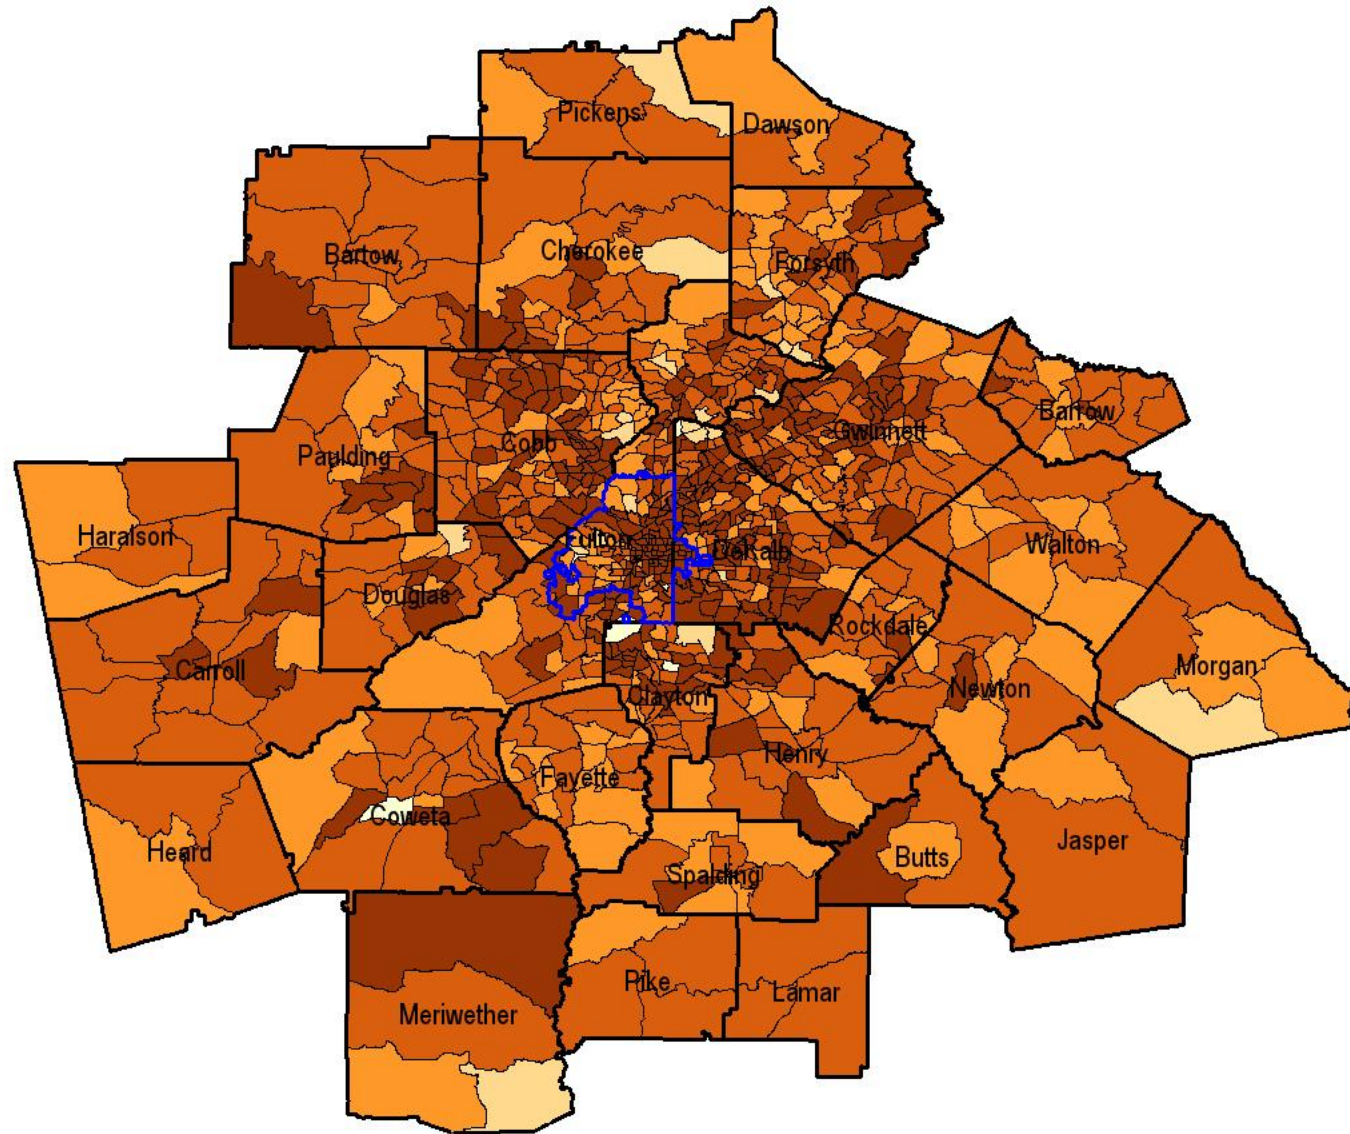 Pickens
Dawson
Bartow
Cherokee
Forsyth
Barrow
Gwinnett
Cobb
Paulding
Haralson
Fulton
DeKalb
Walton
Douglas
Rockdale
Carroll
Morgan
Clayton
Newton
Henry
Fayette
Coweta
Heard
Jasper
Butts
Spalding
Pike
Lamar
Meriwether